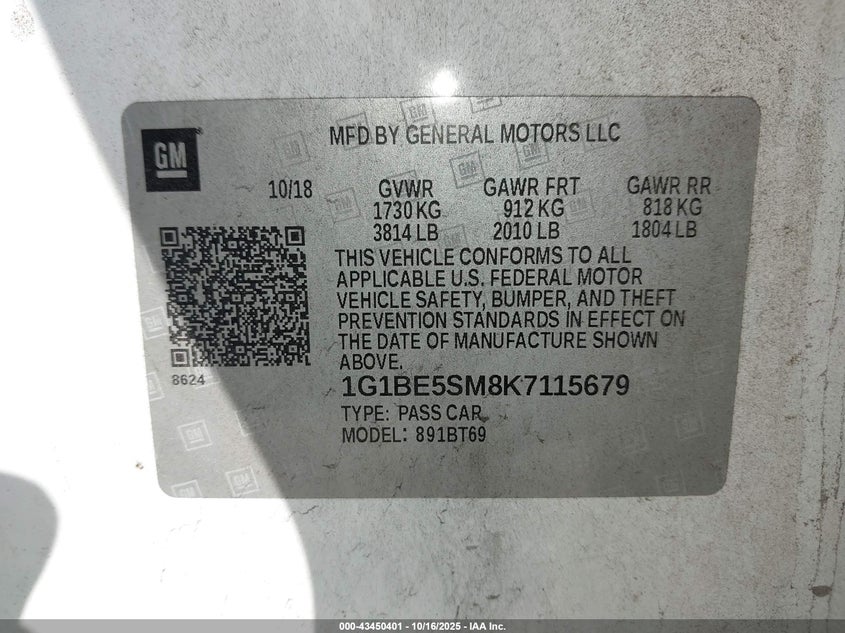 MFD BY GENERAL MOTORS LLC
GM
10/18 GVWR GAWR FRT GAWR RR
1730 KG 912 KG 818 KG
3814 LB 2010 LB 1804 LB
THIS VEHICLE CONFORMS TO ALL
APPLICABLE U.S. FEDERAL MOTOR
VEHICLE SAFETY, BUMPER, AND THEFT
PREVENTION STANDARDS IN EFFECT ON
THE DATE OF MANUFACTURE SHOWN
ABOVE.
8624
1G1BE5SM8K7115679
TYPE: PASS CAR
MODEL: 891BT69
000-43450401 - 10/16/2025 - IAA Inc.